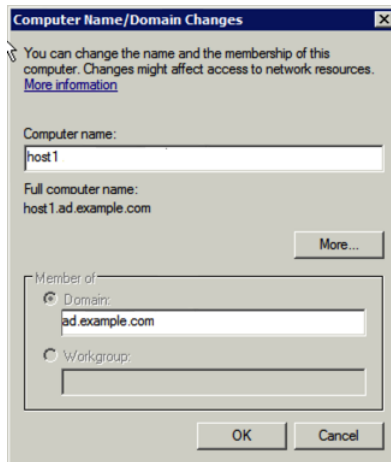 Computer Name/Domain Changes
You can change the name and the membership of this
computer. Changes might affect access to network resources.
More information
Computer name:
host1
Full computer name:
host1.ad.example.com
More...
Member of
Domain:
ad.example.com
Workgroup:
OK Cancel